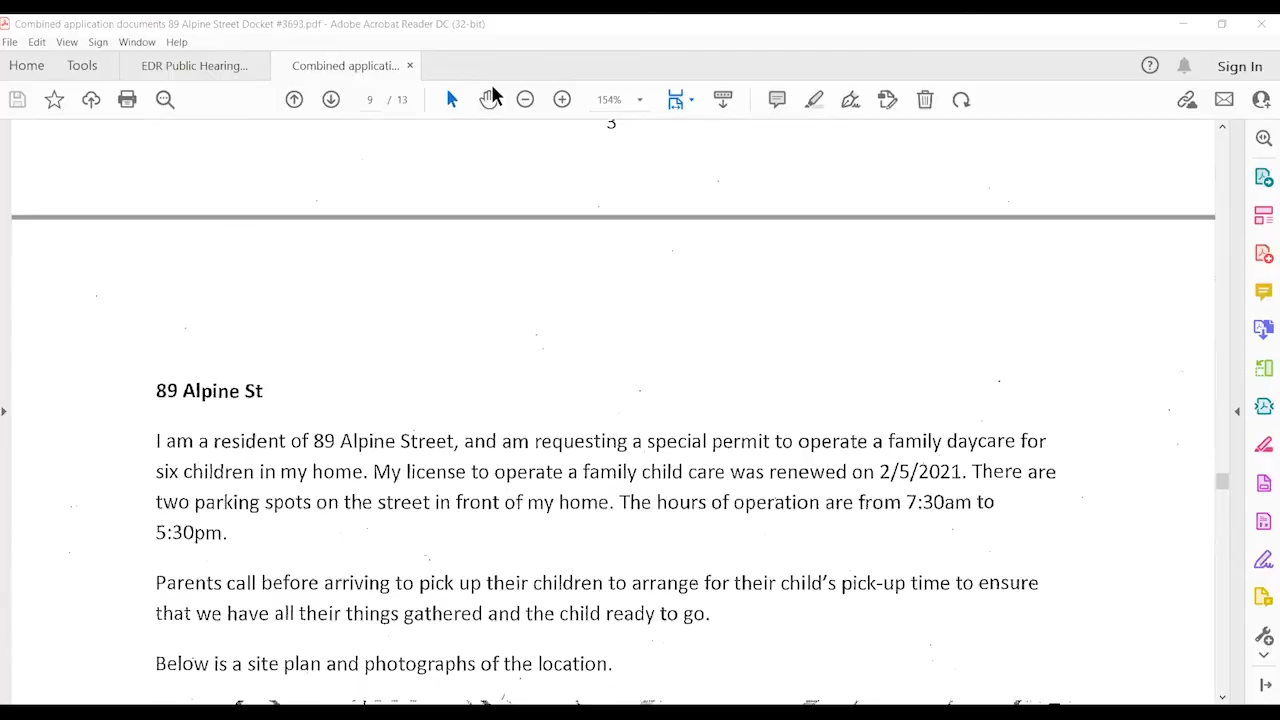 Combined application documents 89 Alpine Street Docket #3693.pdf - Adobe Acrobat Reader DC (32-bit)
File Edit View Sign Window Help
Home Tools EDR Public Hearing... Combined applicati... × Sign In
9 / 13 154%
3
89 Alpine St
I am a resident of 89 Alpine Street, and am requesting a special permit to operate a family daycare for
six children in my home. My license to operate a family child care was renewed on 2/5/2021. There are
two parking spots on the street in front of my home. The hours of operation are from 7:30am to
5:30pm.
Parents call before arriving to pick up their children to arrange for their child's pick-up time to ensure
that we have all their things gathered and the child ready to go.
Below is a site plan and photographs of the location.